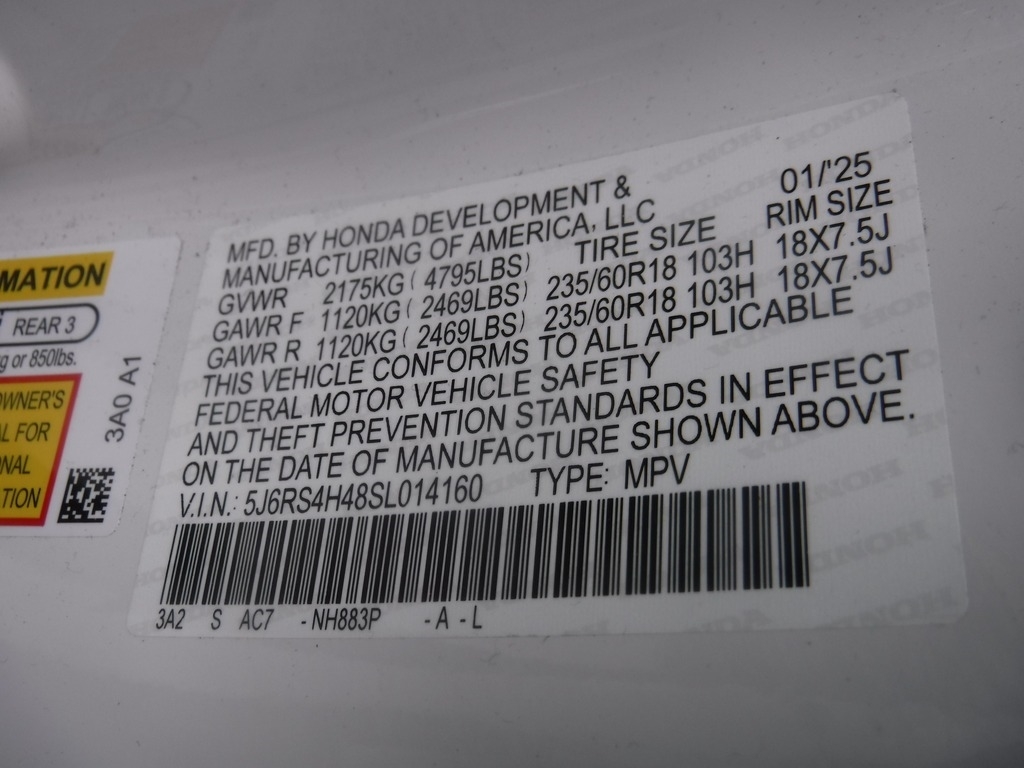 MATION
REAR 3
g or 850lbs.
OWNER'S
AL FOR
NAL
TION
3A0 A1
MFD. BY HONDA DEVELOPMENT & 01/'25
MANUFACTURING OF AMERICA, LLC
TIRE SIZE RIM SIZE
GVWR 2175KG ( 4795LBS)
GAWR F 1120KG ( 2469LBS) 235/60R18 103H 18X7.5J
GAWR R 1120KG ( 2469LBS) 235/60R18 103H 18X7.5J
THIS VEHICLE CONFORMS TO ALL APPLICABLE
FEDERAL MOTOR VEHICLE SAFETY
AND THEFT PREVENTION STANDARDS IN EFFECT
ON THE DATE OF MANUFACTURE SHOWN ABOVE.
V.I.N.: 5J6RS4H48SL014160 TYPE: MPV
3A2 S AC7 -NH883P -A -L